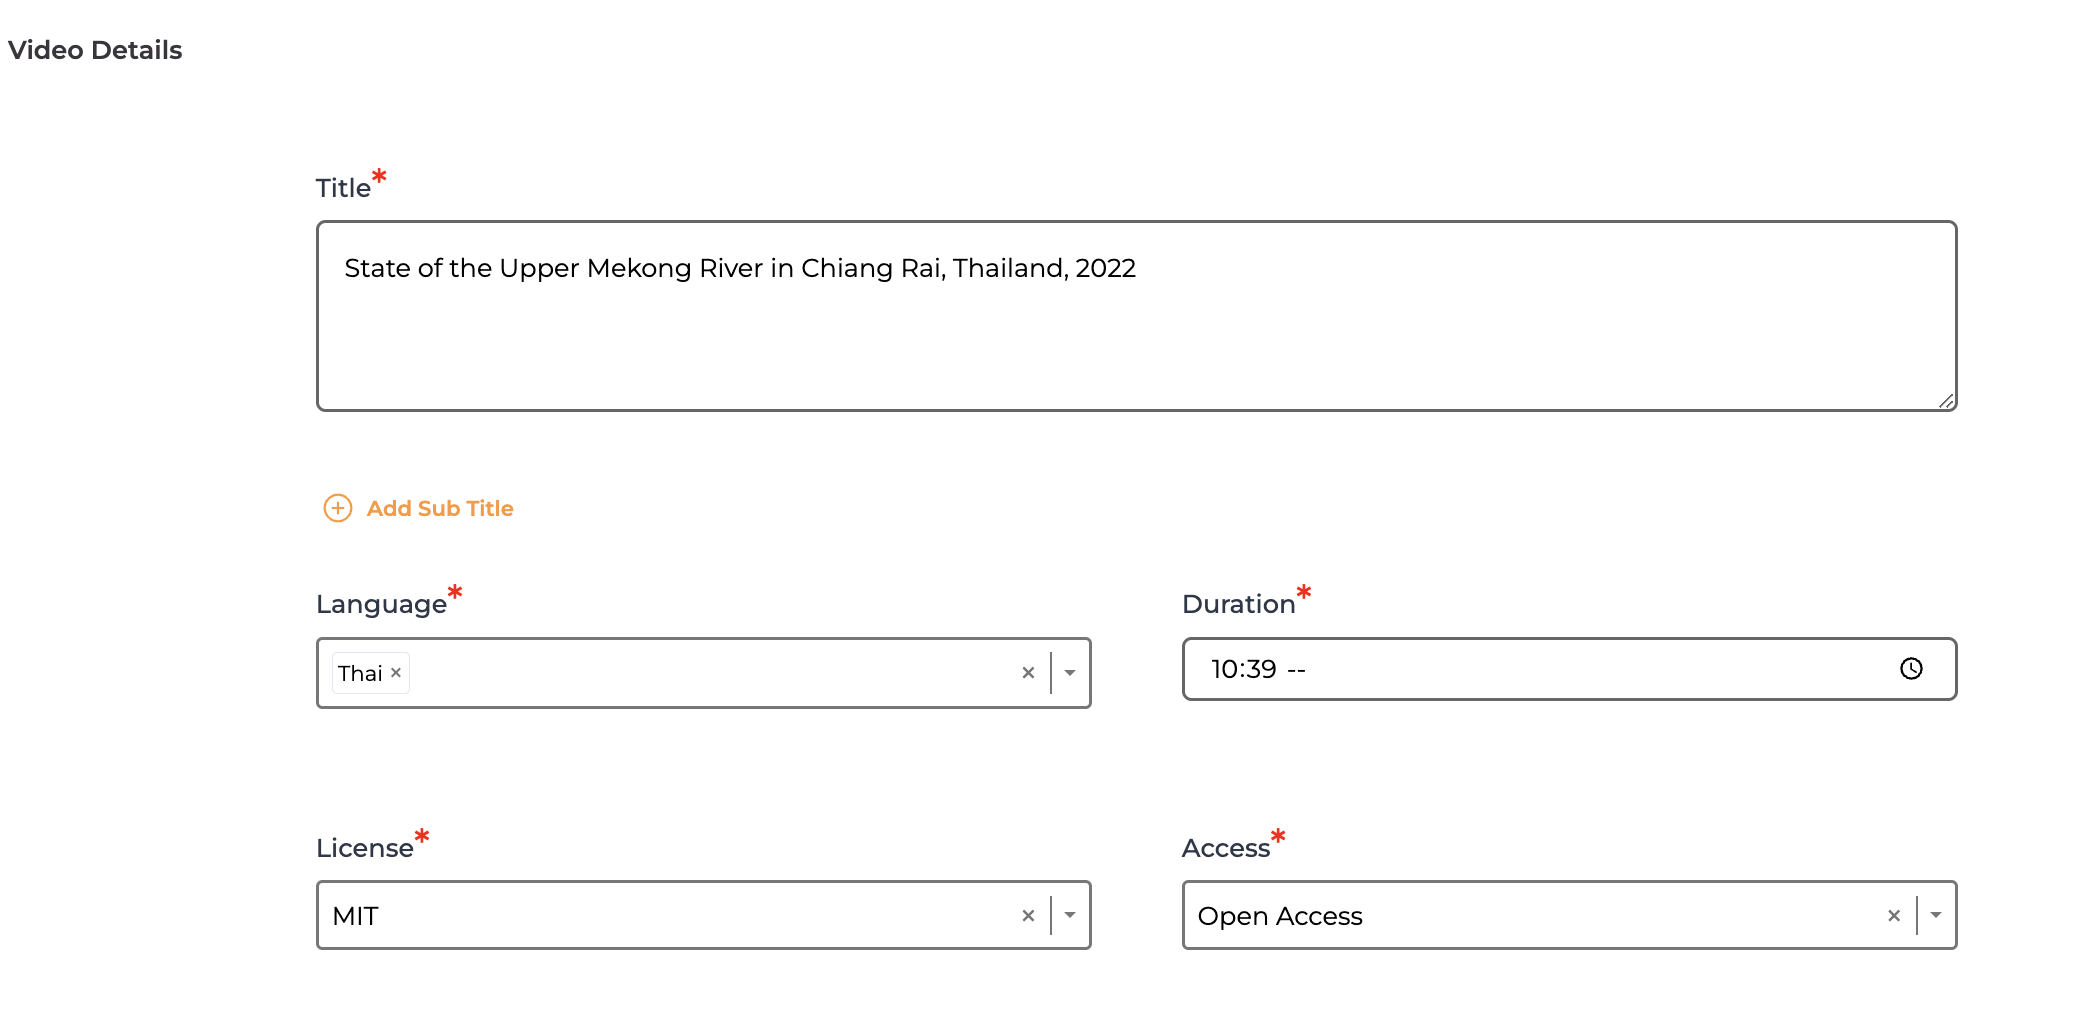 Video Details
Title*
State of the Upper Mekong River in Chiang Rai, Thailand, 2022
Add Sub Title
Language*
Duration*
Thai ×
10:39 --
License*
Access*
MIT
Open Access